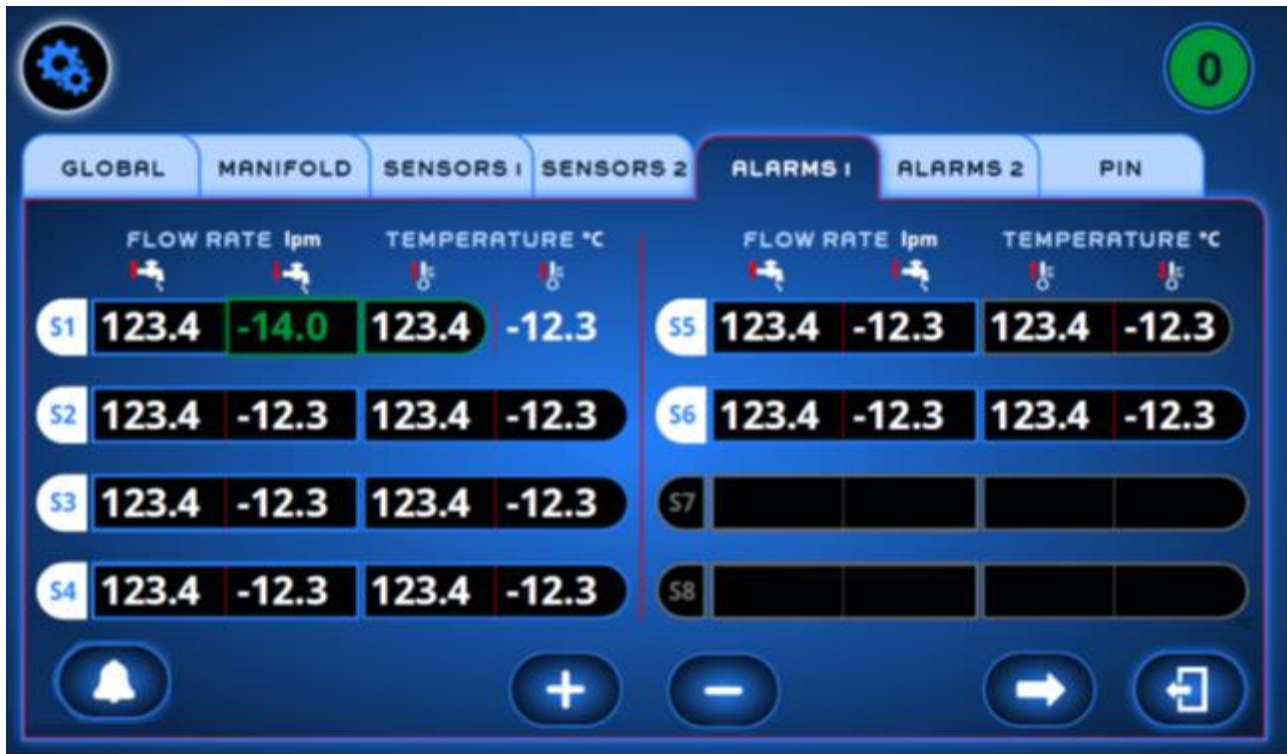 0
GLOBAL MANIFOLD SENSORS 1 SENSORS 2 ALARMS 1 ALARMS 2 PIN
FLOW RATE lpm TEMPERATURE °C FLOW RATE lpm TEMPERATURE °C
S1 123.4 -14.0 123.4 -12.3 S5 123.4 -12.3 123.4 -12.3
S2 123.4 -12.3 123.4 -12.3 S6 123.4 -12.3 123.4 -12.3
S3 123.4 -12.3 123.4 -12.3 S7
S4 123.4 -12.3 123.4 -12.3 S8